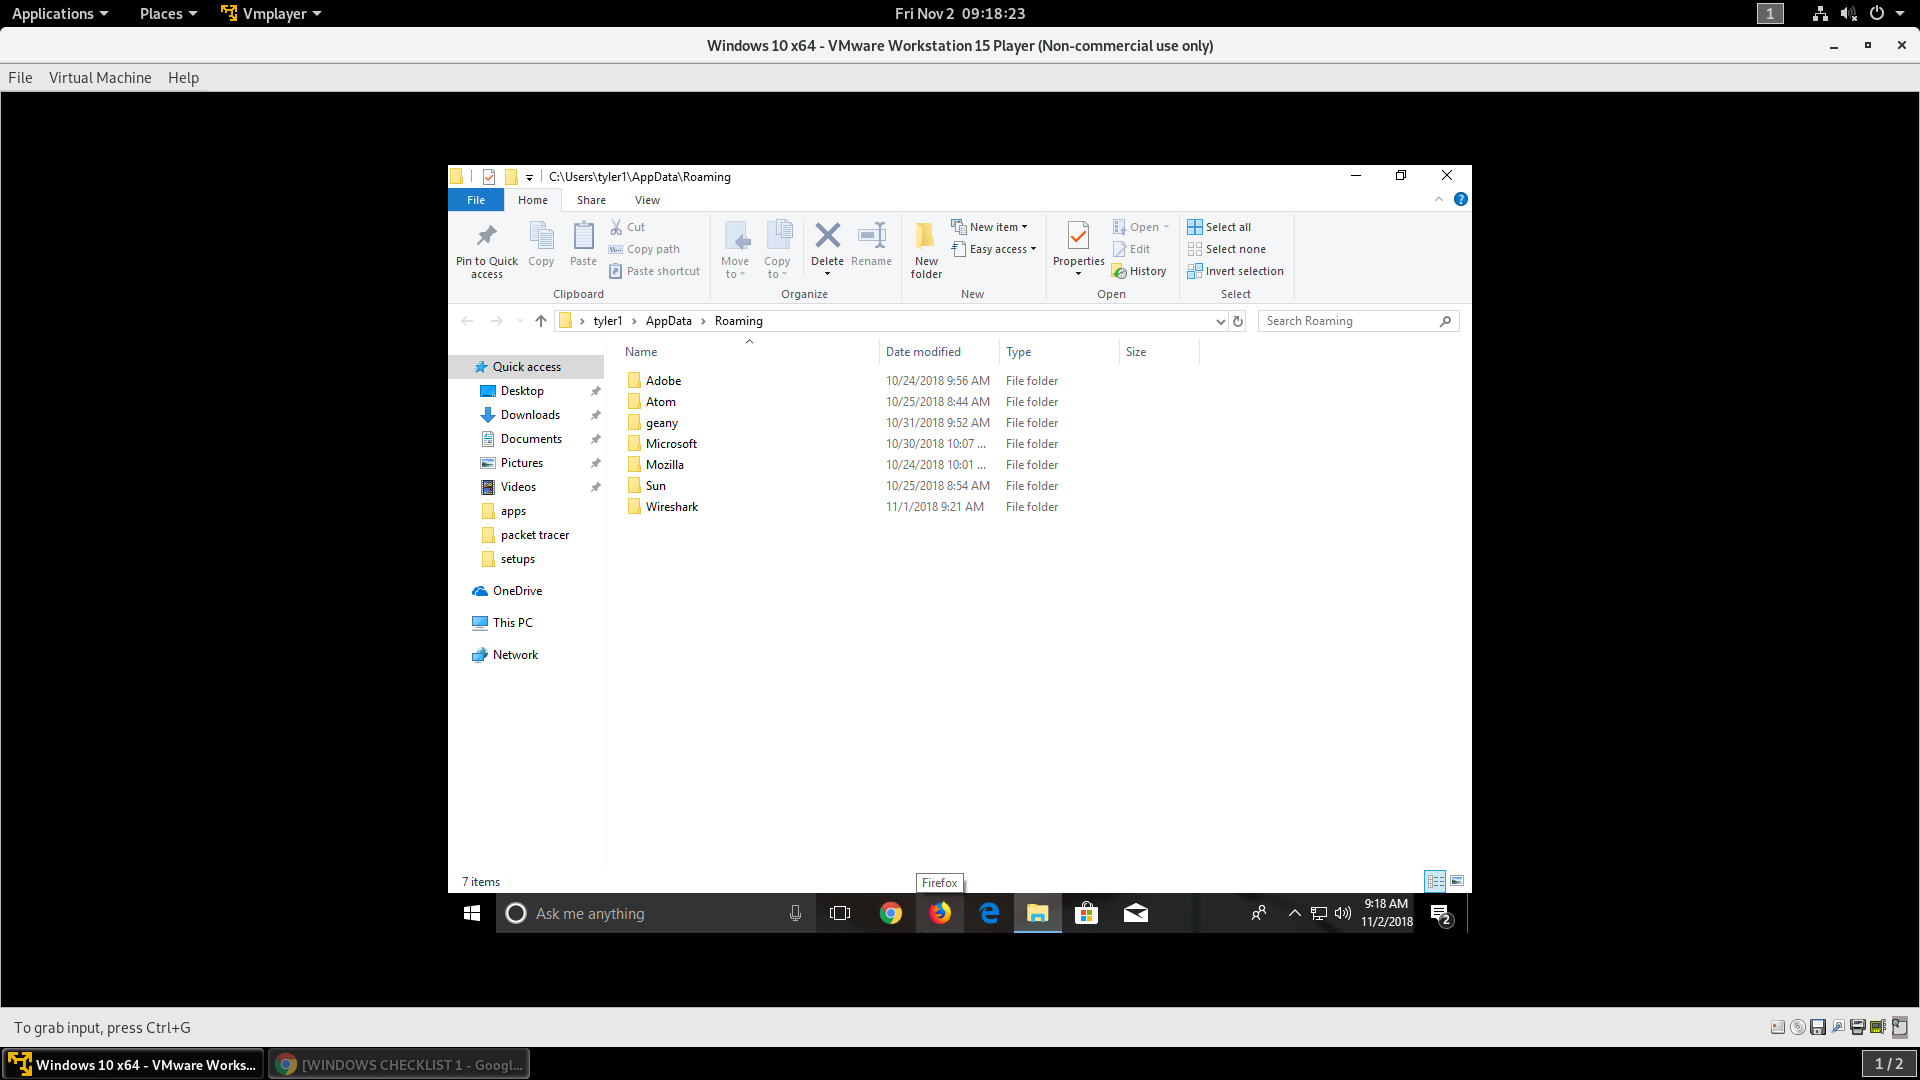 Applications Places Vmplayer Fri Nov 2 09:18:23 1
Windows 10 x64 - VMware Workstation 15 Player (Non-commercial use only)
File Virtual Machine Help
C:\Users\tyler1\AppData\Roaming
File Home Share View
Pin to Quick access
Copy
Paste
Cut
Copy path
Paste shortcut
Clipboard
Move to
Copy to
Delete
Rename
Organize
New folder
New item
Easy access
New
Properties
Open
Edit
History
Open
Select all
Select none
Invert selection
Select
tyler1 AppData Roaming
Search Roaming
Quick access
Desktop
Downloads
Documents
Pictures
Videos
apps
packet tracer
setups
OneDrive
This PC
Network
Name Date modified Type Size
Adobe 10/24/2018 9:56 AM File folder
Atom 10/25/2018 8:44 AM File folder
geany 10/31/2018 9:52 AM File folder
Microsoft 10/30/2018 10:07 ... File folder
Mozilla 10/24/2018 10:01 ... File folder
Sun 10/25/2018 8:54 AM File folder
Wireshark 11/1/2018 9:21 AM File folder
7 items
Firefox
Ask me anything
9:18 AM
11/2/2018
2
To grab input, press Ctrl+G
Windows 10 x64 - VMware Works... [WINDOWS CHECKLIST 1 - Googl... 1 / 2